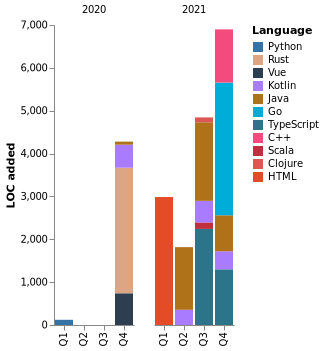 2020 2021
Language
Python
Rust
Vue
Kotlin
Java
Go
TypeScript
C++
Scala
Clojure
HTML
LOC added
7,000
6,000
5,000
4,000
3,000
2,000
1,000
0
Q1 Q2 Q3 Q4 Q1 Q2 Q3 Q4